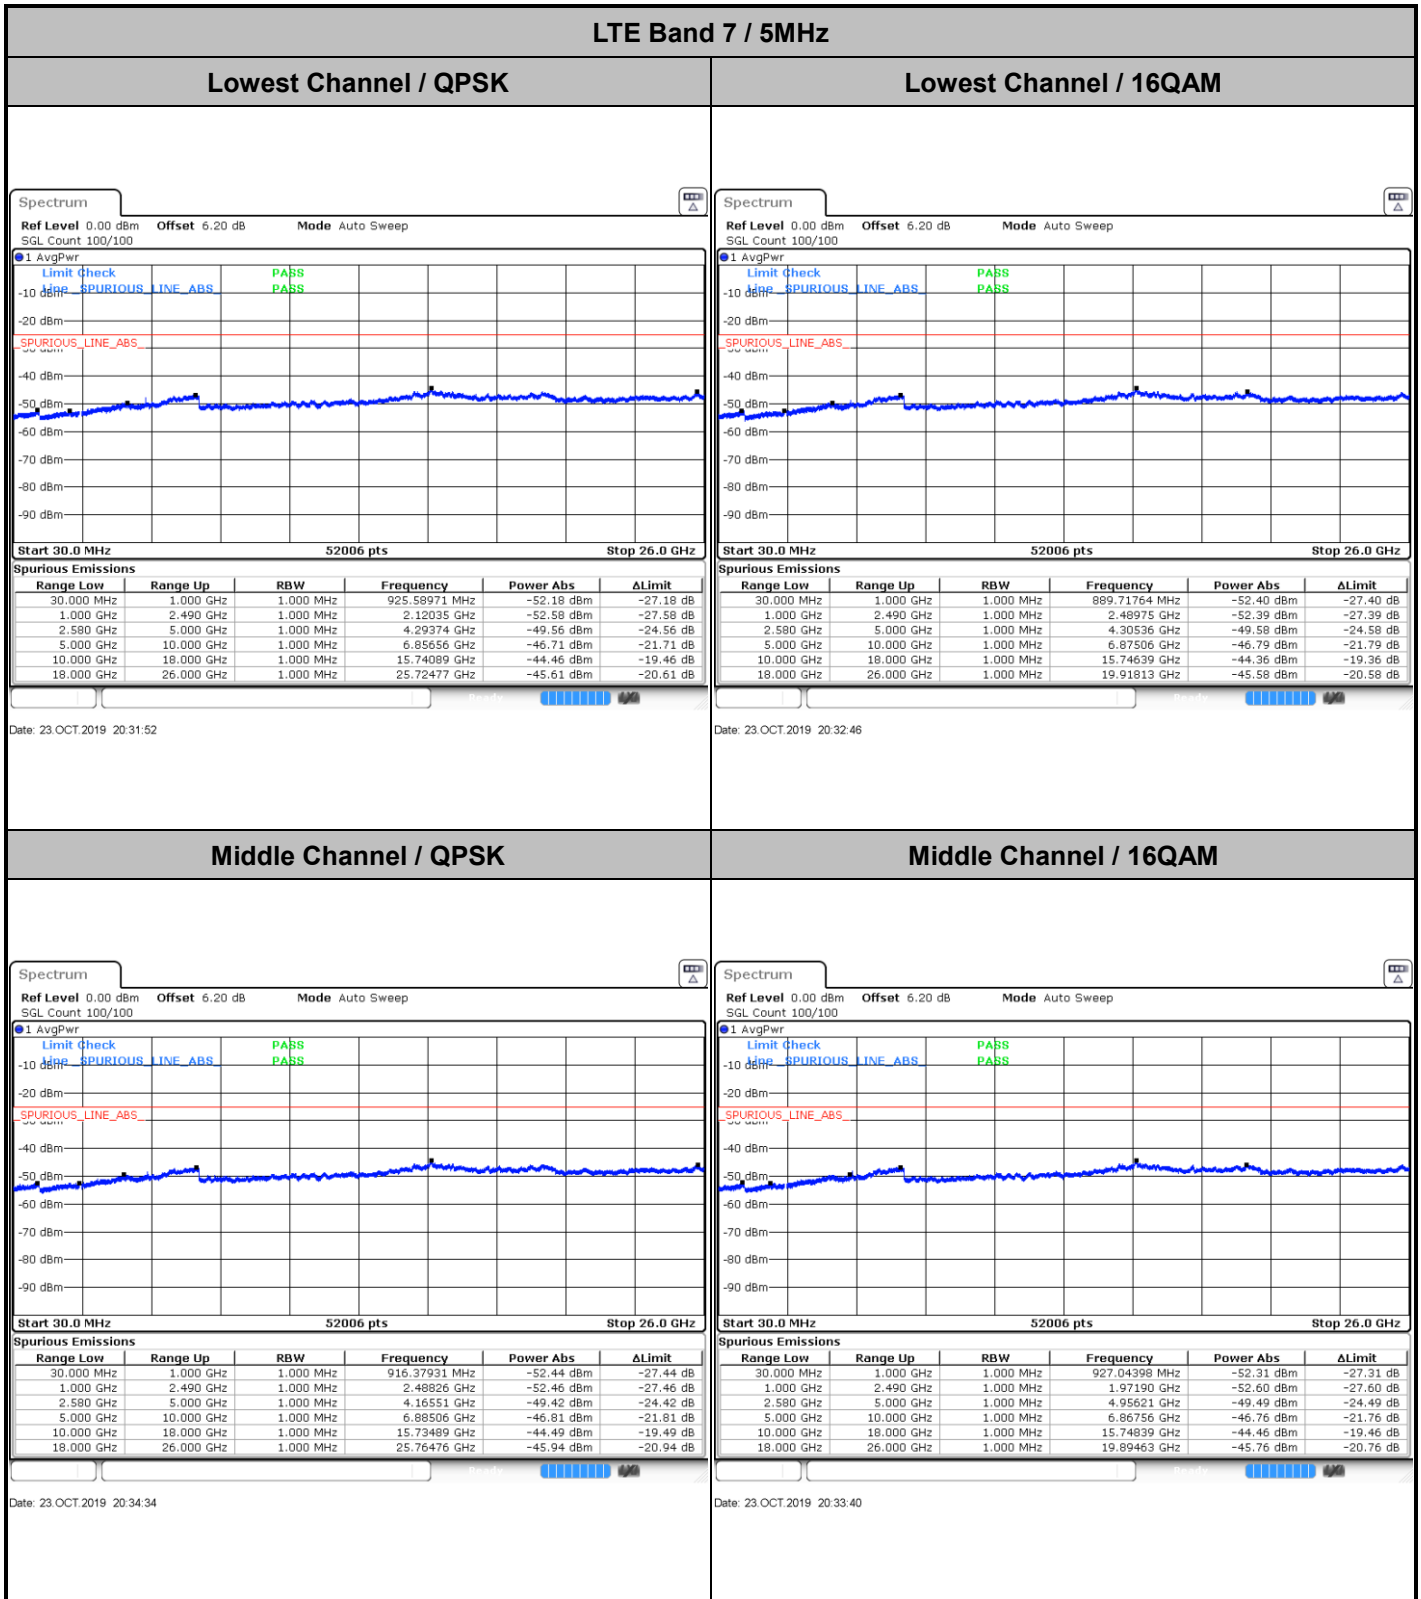 LTE Band 7 / 5MHz
Lowest Channel / QPSK
Lowest Channel / 16QAM
Spectrum
Ref Level 0.00 dBm Offset 6.20 dB Mode Auto Sweep
SGL Count 100/100
1 AvgPwr
Limit Check PASS
-10 dBm Line _SPURIOUS_LINE_ABS_ PASS
-20 dBm
_SPURIOUS_LINE_ABS_
-30 dBm
-40 dBm
-50 dBm
-60 dBm
-70 dBm
-80 dBm
-90 dBm
Start 30.0 MHz 52006 pts Stop 26.0 GHz
Spurious Emissions
Range Low Range Up RBW Frequency Power Abs ΔLimit
30.000 MHz 1.000 GHz 1.000 MHz 925.58971 MHz -52.18 dBm -27.18 dB
1.000 GHz 2.490 GHz 1.000 MHz 2.12035 GHz -52.58 dBm -27.58 dB
2.580 GHz 5.000 GHz 1.000 MHz 4.29374 GHz -49.56 dBm -24.56 dB
5.000 GHz 10.000 GHz 1.000 MHz 6.85656 GHz -46.71 dBm -21.71 dB
10.000 GHz 18.000 GHz 1.000 MHz 15.74089 GHz -44.46 dBm -19.46 dB
18.000 GHz 26.000 GHz 1.000 MHz 25.72477 GHz -45.61 dBm -20.61 dB
Ready
Date: 23.OCT.2019 20:31:52
Spectrum
Ref Level 0.00 dBm Offset 6.20 dB Mode Auto Sweep
SGL Count 100/100
1 AvgPwr
Limit Check PASS
-10 dBm Line _SPURIOUS_LINE_ABS_ PASS
-20 dBm
_SPURIOUS_LINE_ABS_
-30 dBm
-40 dBm
-50 dBm
-60 dBm
-70 dBm
-80 dBm
-90 dBm
Start 30.0 MHz 52006 pts Stop 26.0 GHz
Spurious Emissions
Range Low Range Up RBW Frequency Power Abs ΔLimit
30.000 MHz 1.000 GHz 1.000 MHz 889.71764 MHz -52.40 dBm -27.40 dB
1.000 GHz 2.490 GHz 1.000 MHz 2.48975 GHz -52.39 dBm -27.39 dB
2.580 GHz 5.000 GHz 1.000 MHz 4.30536 GHz -49.58 dBm -24.58 dB
5.000 GHz 10.000 GHz 1.000 MHz 6.87506 GHz -46.79 dBm -21.79 dB
10.000 GHz 18.000 GHz 1.000 MHz 15.74639 GHz -44.36 dBm -19.36 dB
18.000 GHz 26.000 GHz 1.000 MHz 19.91813 GHz -45.58 dBm -20.58 dB
Ready
Date: 23.OCT.2019 20:32:46
Middle Channel / QPSK
Middle Channel / 16QAM
Spectrum
Ref Level 0.00 dBm Offset 6.20 dB Mode Auto Sweep
SGL Count 100/100
1 AvgPwr
Limit Check PASS
-10 dBm Line _SPURIOUS_LINE_ABS_ PASS
-20 dBm
_SPURIOUS_LINE_ABS_
-30 dBm
-40 dBm
-50 dBm
-60 dBm
-70 dBm
-80 dBm
-90 dBm
Start 30.0 MHz 52006 pts Stop 26.0 GHz
Spurious Emissions
Range Low Range Up RBW Frequency Power Abs ΔLimit
30.000 MHz 1.000 GHz 1.000 MHz 916.37931 MHz -52.44 dBm -27.44 dB
1.000 GHz 2.490 GHz 1.000 MHz 2.48826 GHz -52.46 dBm -27.46 dB
2.580 GHz 5.000 GHz 1.000 MHz 4.16551 GHz -49.42 dBm -24.42 dB
5.000 GHz 10.000 GHz 1.000 MHz 6.88506 GHz -46.81 dBm -21.81 dB
10.000 GHz 18.000 GHz 1.000 MHz 15.73489 GHz -44.49 dBm -19.49 dB
18.000 GHz 26.000 GHz 1.000 MHz 25.76476 GHz -45.94 dBm -20.94 dB
Ready
Date: 23.OCT.2019 20:34:34
Spectrum
Ref Level 0.00 dBm Offset 6.20 dB Mode Auto Sweep
SGL Count 100/100
1 AvgPwr
Limit Check PASS
-10 dBm Line _SPURIOUS_LINE_ABS_ PASS
-20 dBm
_SPURIOUS_LINE_ABS_
-30 dBm
-40 dBm
-50 dBm
-60 dBm
-70 dBm
-80 dBm
-90 dBm
Start 30.0 MHz 52006 pts Stop 26.0 GHz
Spurious Emissions
Range Low Range Up RBW Frequency Power Abs ΔLimit
30.000 MHz 1.000 GHz 1.000 MHz 927.04398 MHz -52.31 dBm -27.31 dB
1.000 GHz 2.490 GHz 1.000 MHz 1.97190 GHz -52.60 dBm -27.60 dB
2.580 GHz 5.000 GHz 1.000 MHz 4.95621 GHz -49.49 dBm -24.49 dB
5.000 GHz 10.000 GHz 1.000 MHz 6.86756 GHz -46.76 dBm -21.76 dB
10.000 GHz 18.000 GHz 1.000 MHz 15.74839 GHz -44.46 dBm -19.46 dB
18.000 GHz 26.000 GHz 1.000 MHz 19.89463 GHz -45.76 dBm -20.76 dB
Ready
Date: 23.OCT.2019 20:33:40